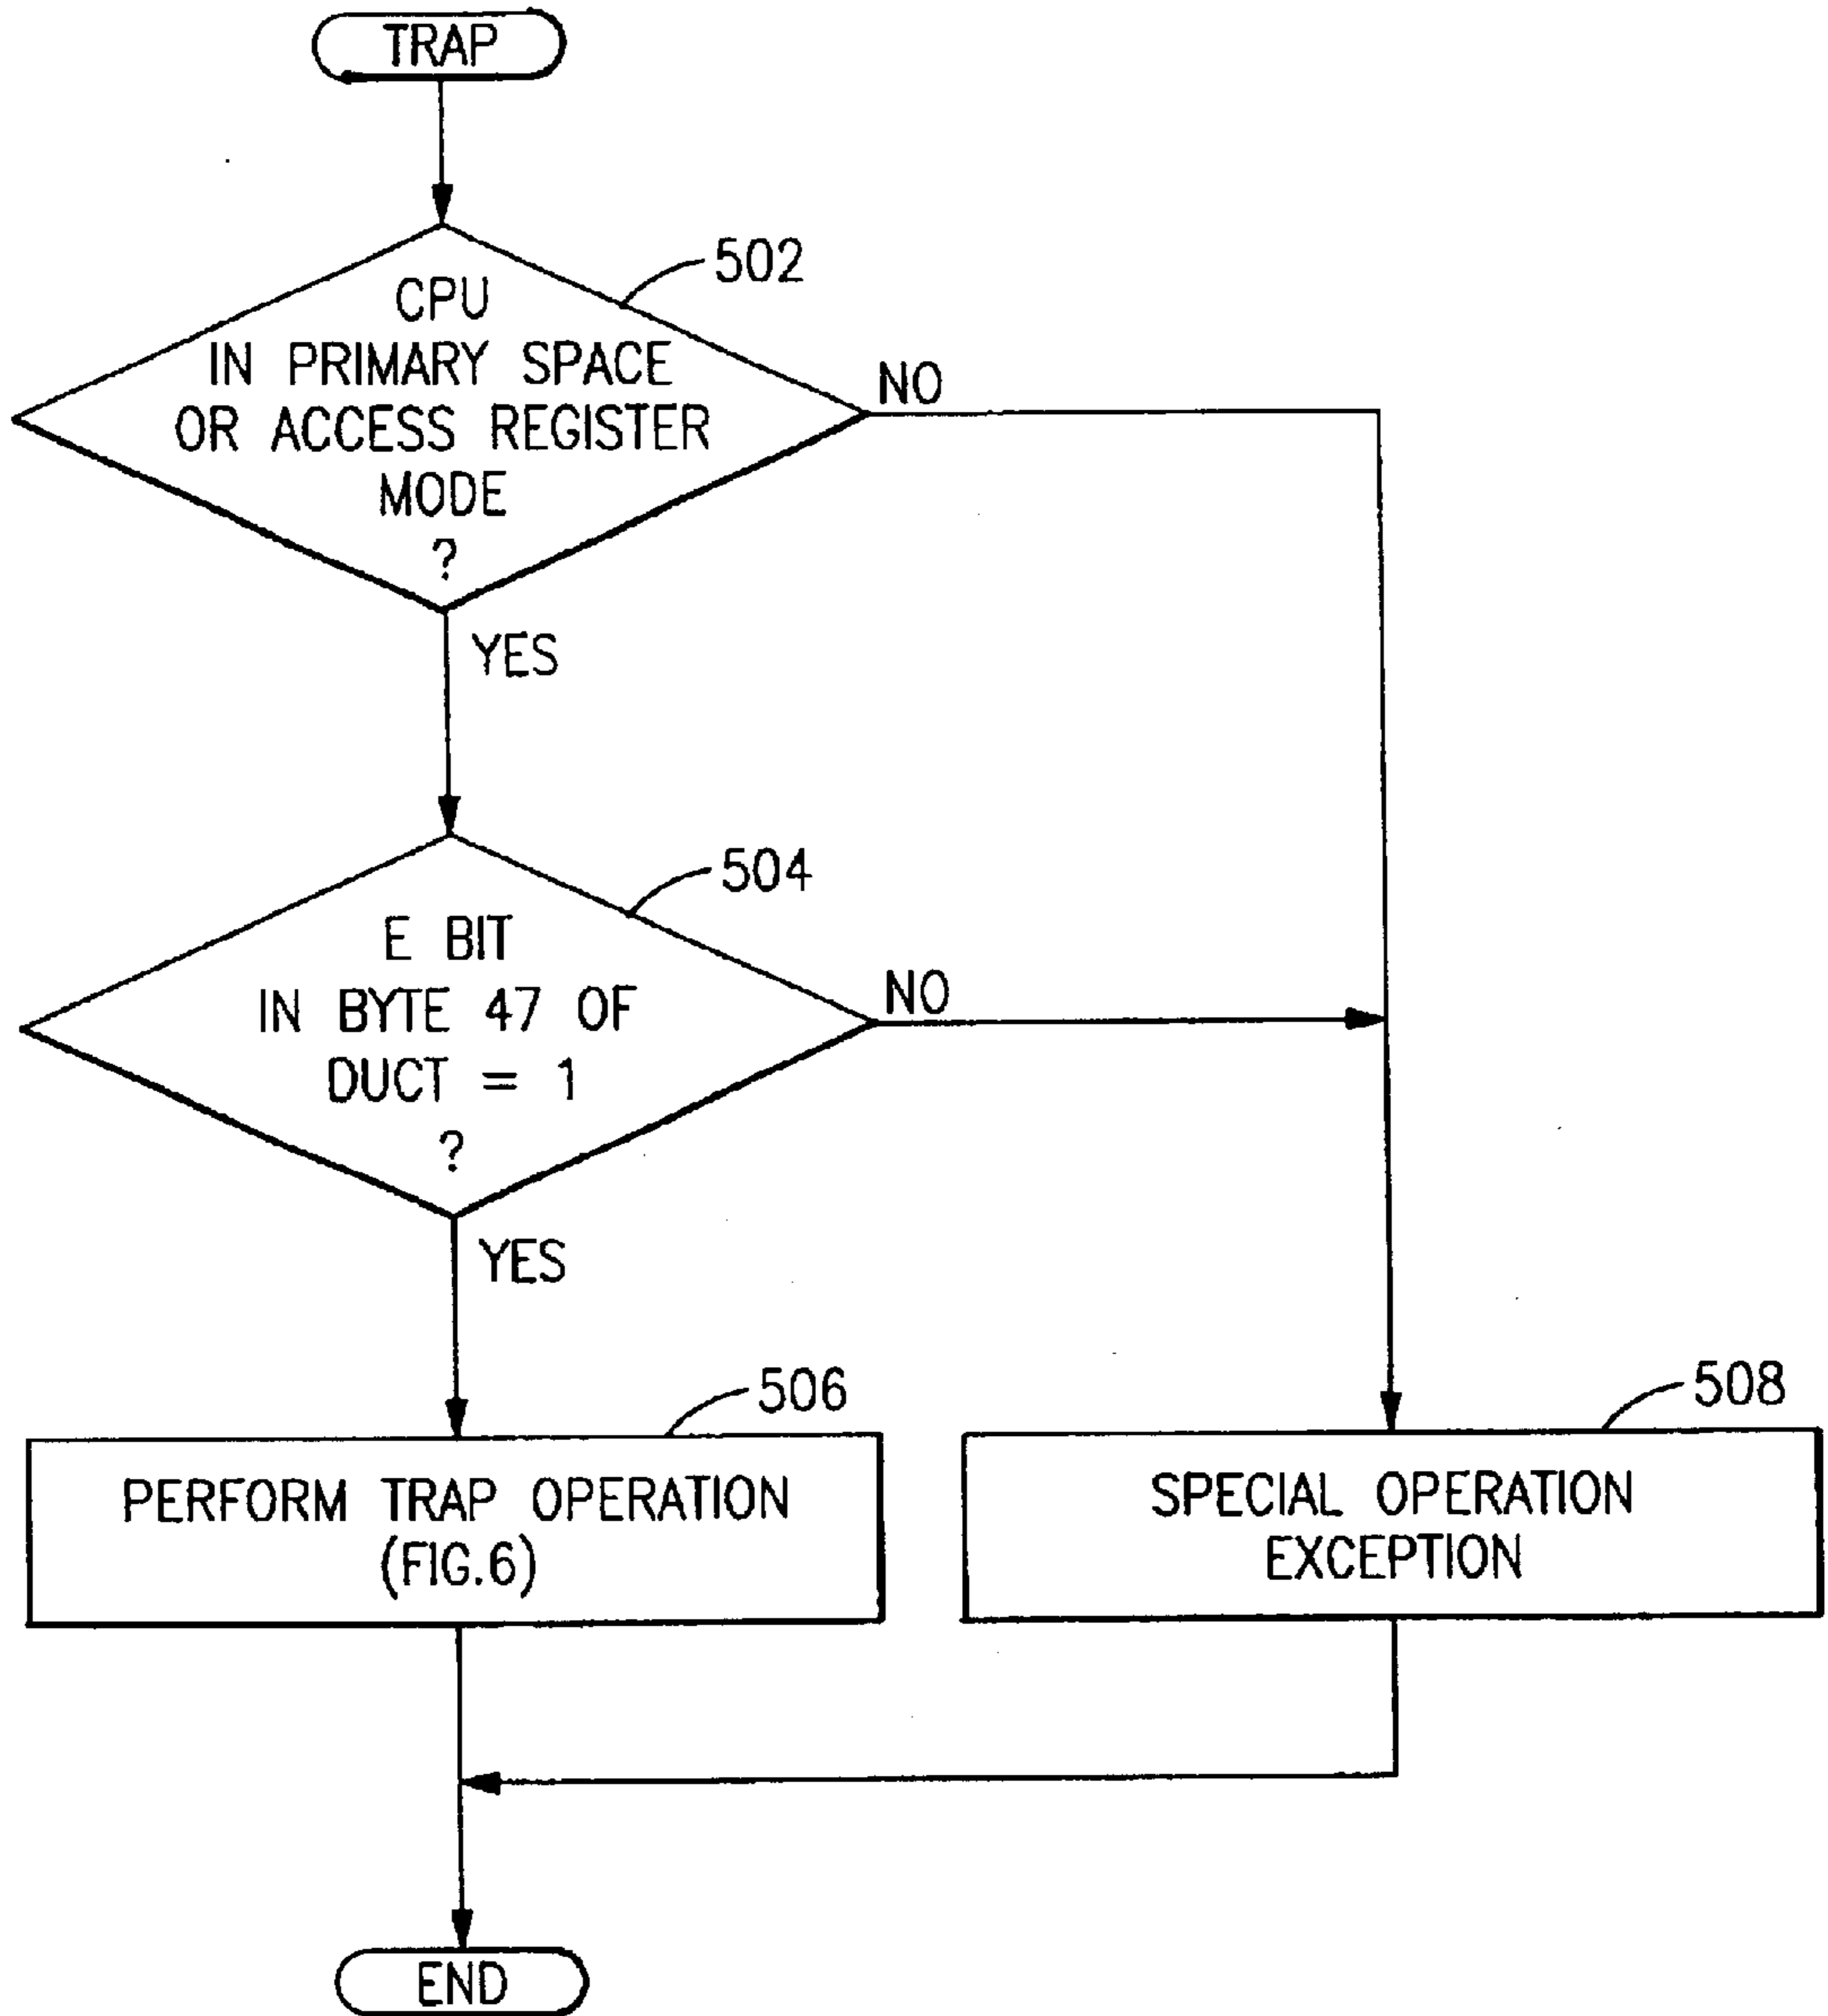 TRAP
502
CPU
IN PRIMARY SPACE
OR ACCESS REGISTER
MODE
?
NO
YES
504
E BIT
IN BYTE 47 OF
DUCT = 1
?
NO
YES
506
PERFORM TRAP OPERATION
(FIG.6)
508
SPECIAL OPERATION
EXCEPTION
END